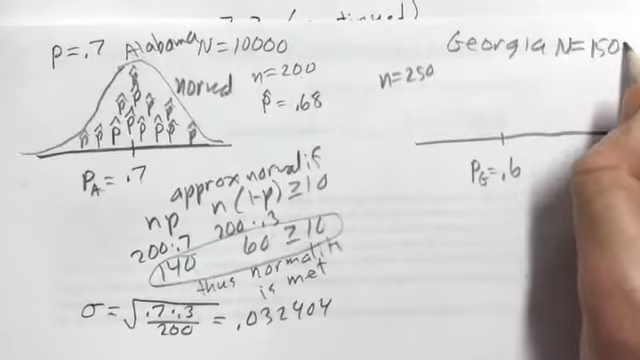 p=.7 Alabama N=10000
Georgia N=150
normal
n=200
p̂ = .68
n=250
p̂ p̂ p̂ p̂ p̂ p̂ p̂ p̂ p̂ p̂
P_A = .7
P_G=.6
approx normal if
np n(1-p) ≥10
200·.7 200·.3
140 60 ≥10
thus normality
is met
σ = √(.7·.3/200) = .032404